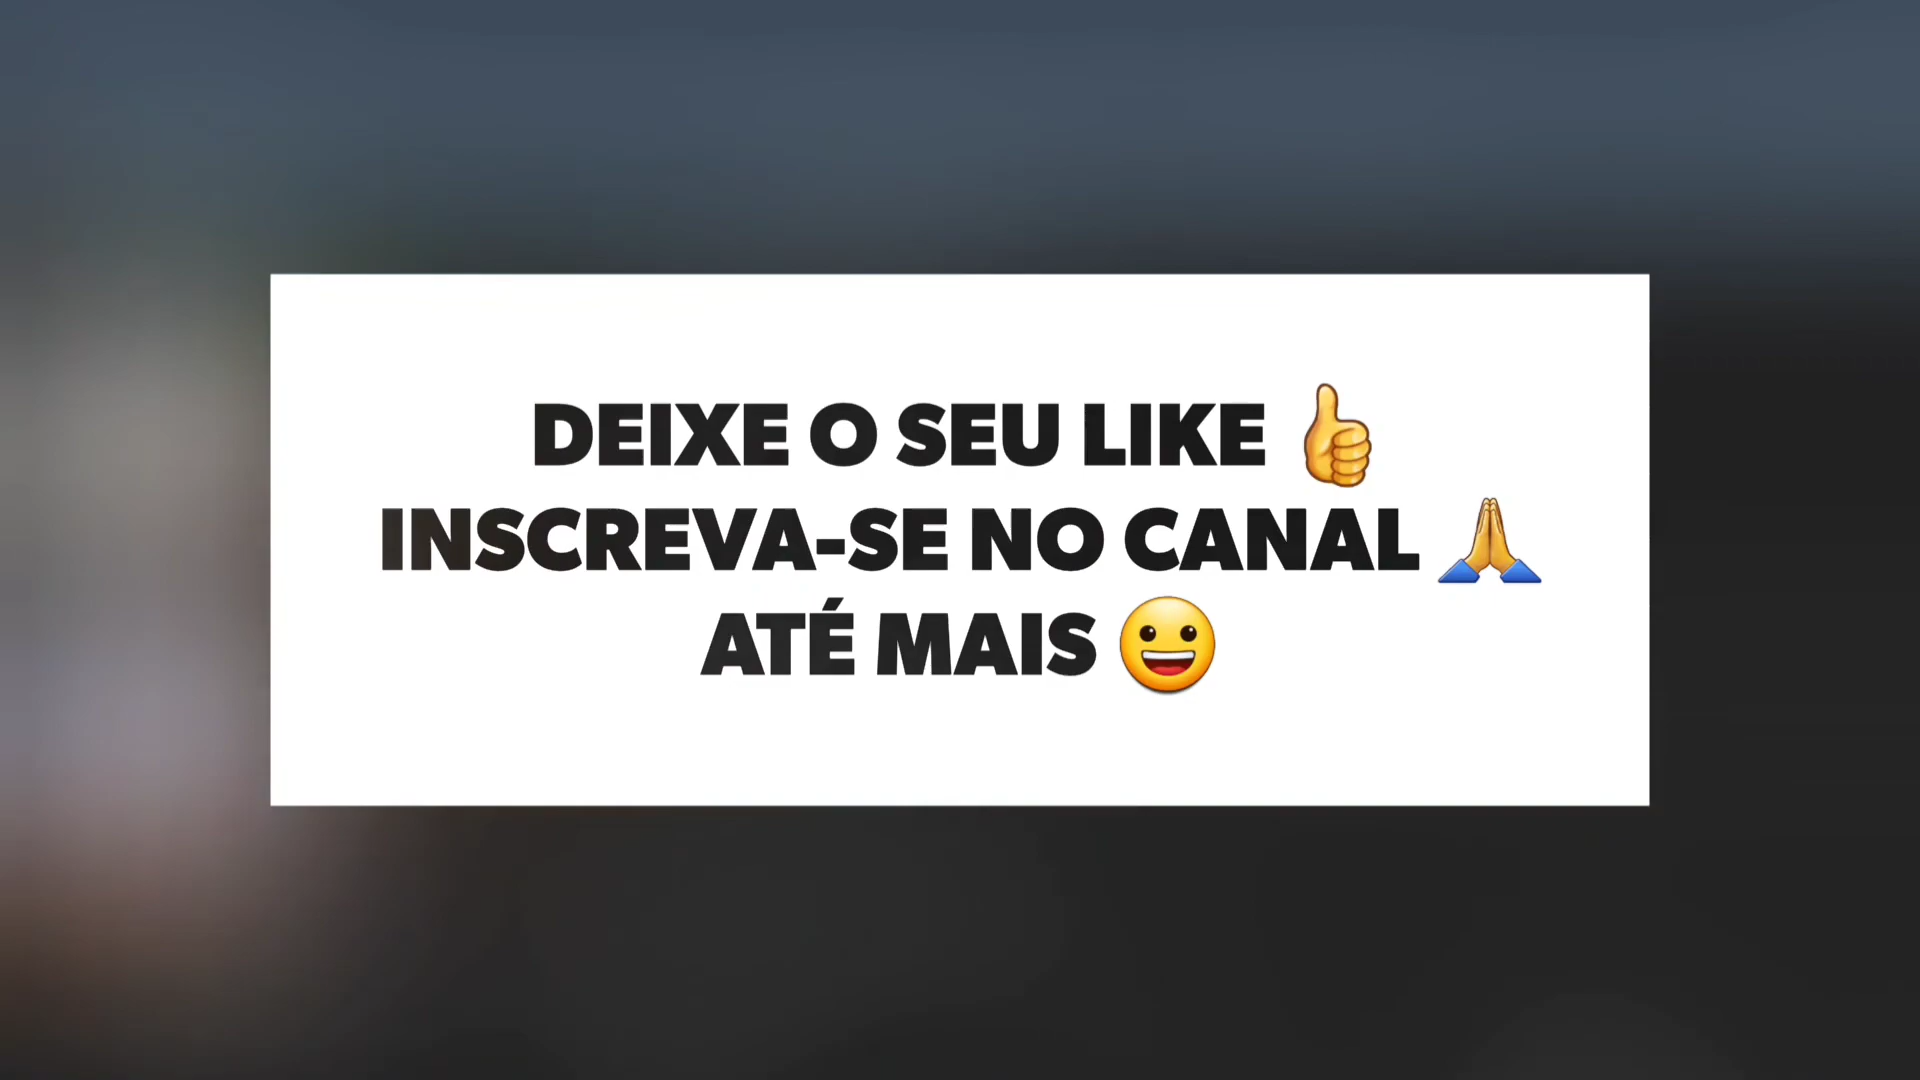 DEIXE O SEU LIKE 👍
INSCREVA-SE NO CANAL 🙏
ATÉ MAIS 😀